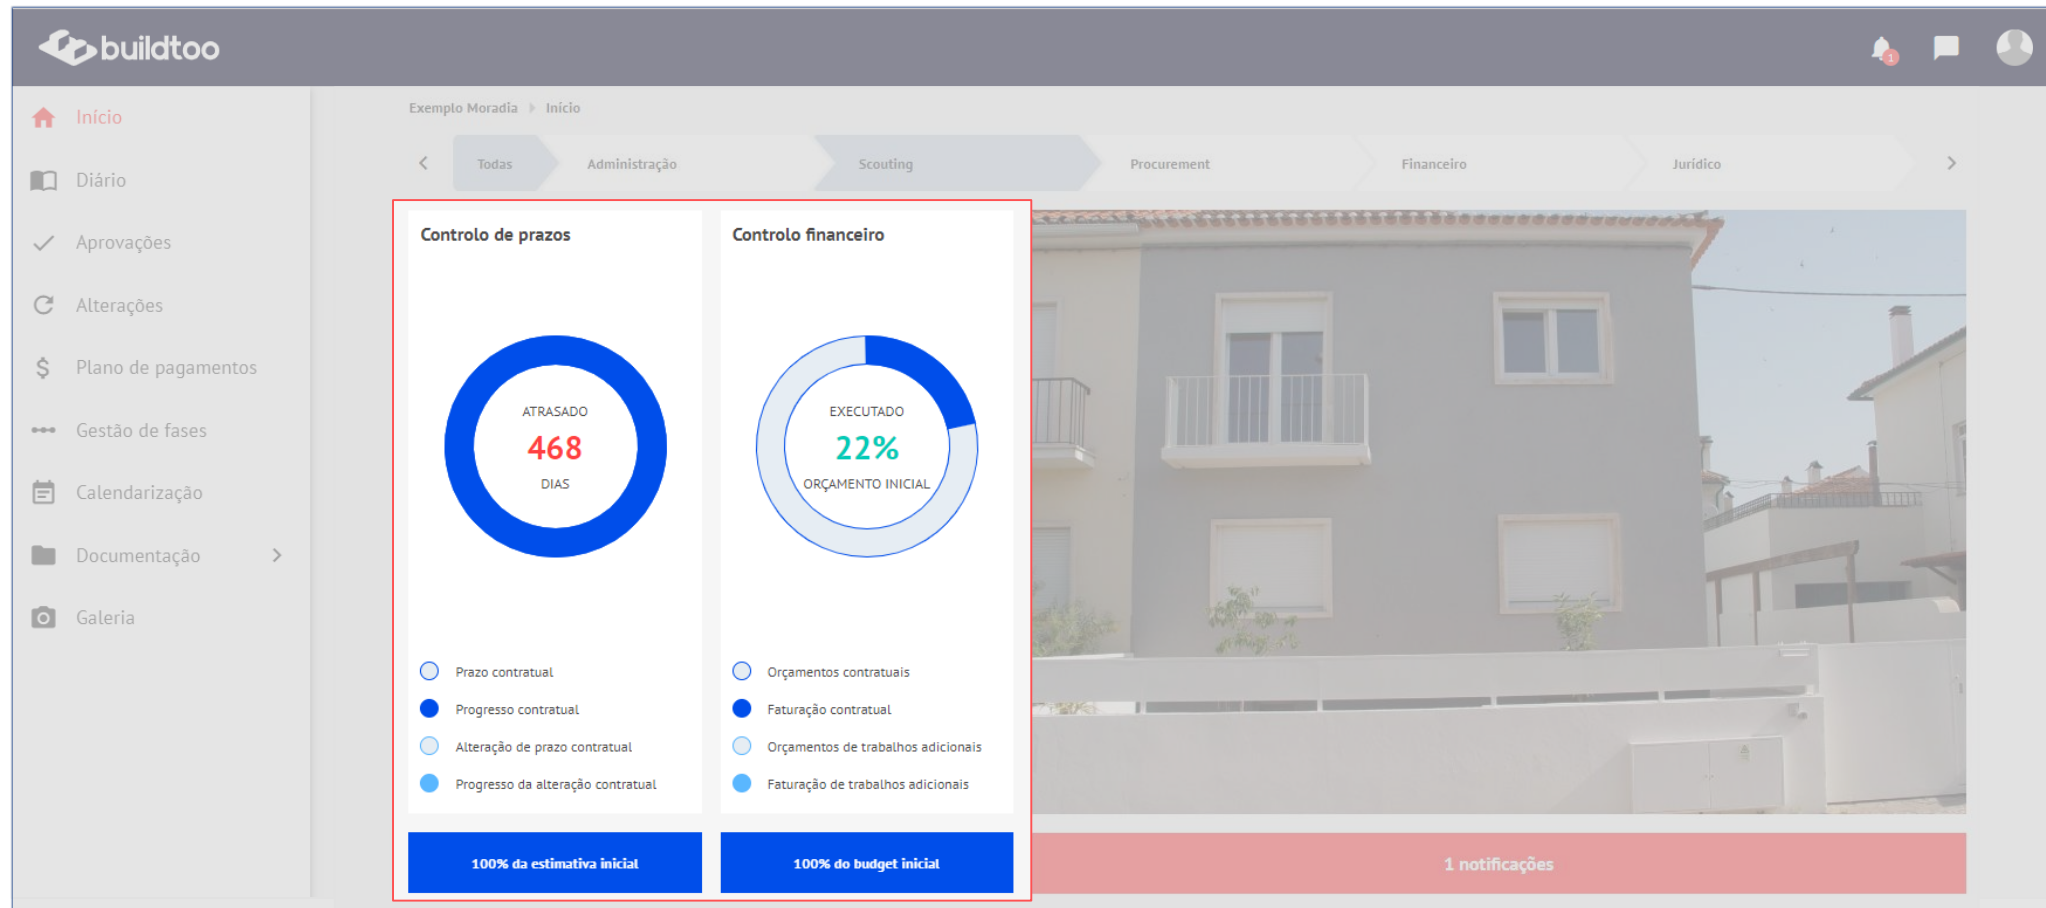 buildtoo
1
Início
Diário
Aprovações
Alterações
Plano de pagamentos
Gestão de fases
Calendarização
Documentação
Galeria
Exemplo Moradia
Início
Todas
Administração
Scouting
Procurement
Financeiro
Jurídico
Controlo de prazos
ATRASADO
468
DIAS
Prazo contratual
Progresso contratual
Alteração de prazo contratual
Progresso da alteração contratual
100% da estimativa inicial
Controlo financeiro
EXECUTADO
22%
ORÇAMENTO INICIAL
Orçamentos contratuais
Faturação contratual
Orçamentos de trabalhos adicionais
Faturação de trabalhos adicionais
100% do budget inicial
1 notificações